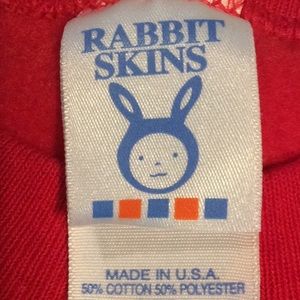 RABBIT
SKINS
MADE IN U.S.A.
50% COTTON 50% POLYESTER